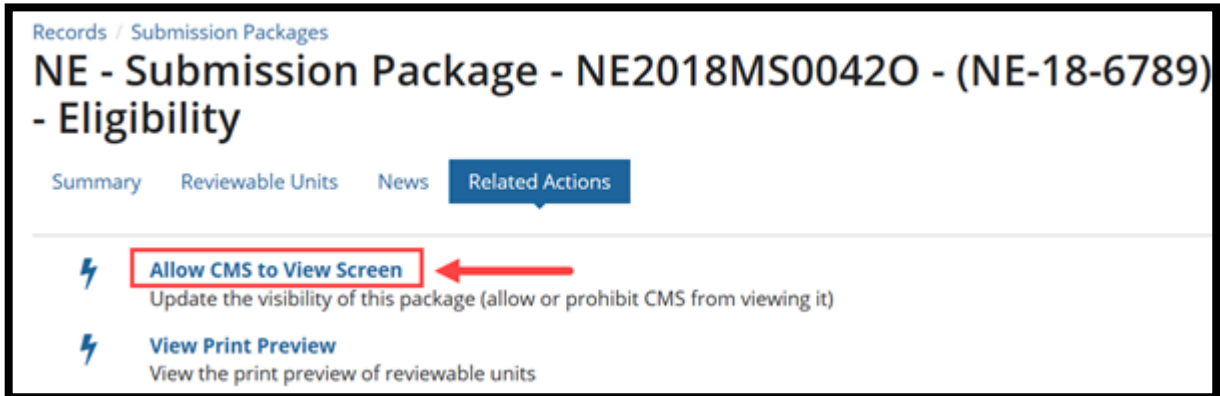 Records / Submission Packages
NE - Submission Package - NE2018MS0042O - (NE-18-6789)
- Eligibility
Summary Reviewable Units News Related Actions
Allow CMS to View Screen
Update the visibility of this package (allow or prohibit CMS from viewing it)
View Print Preview
View the print preview of reviewable units